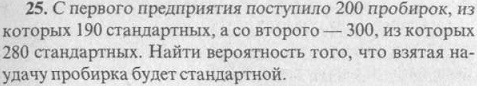 25. С первого предприятия поступило 200 пробирок, из
которых 190 стандартных, а со второго — 300, из которых
280 стандартных. Найти вероятность того, что взятая на-
удачу пробирка будет стандартной.